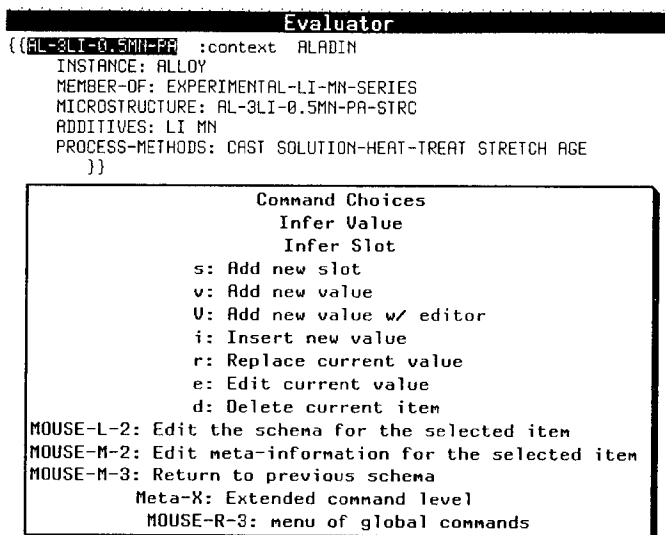 Evaluator
{{AL-3LI-0.5MN-PA :context ALADIN
INSTANCE: ALLOY
MEMBER-OF: EXPERIMENTAL-LI-MN-SERIES
MICROSTRUCTURE: AL-3LI-0.5MN-PA-STRC
ADDITIVES: LI MN
PROCESS-METHODS: CAST SOLUTION-HEAT-TREAT STRETCH AGE
}}
Command Choices
Infer Value
Infer Slot
s: Add new slot
v: Add new value
V: Add new value w/ editor
i: Insert new value
r: Replace current value
e: Edit current value
d: Delete current item
MOUSE-L-2: Edit the schema for the selected item
MOUSE-M-2: Edit meta-information for the selected item
MOUSE-M-3: Return to previous schema
Meta-X: Extended command level
MOUSE-R-3: menu of global commands